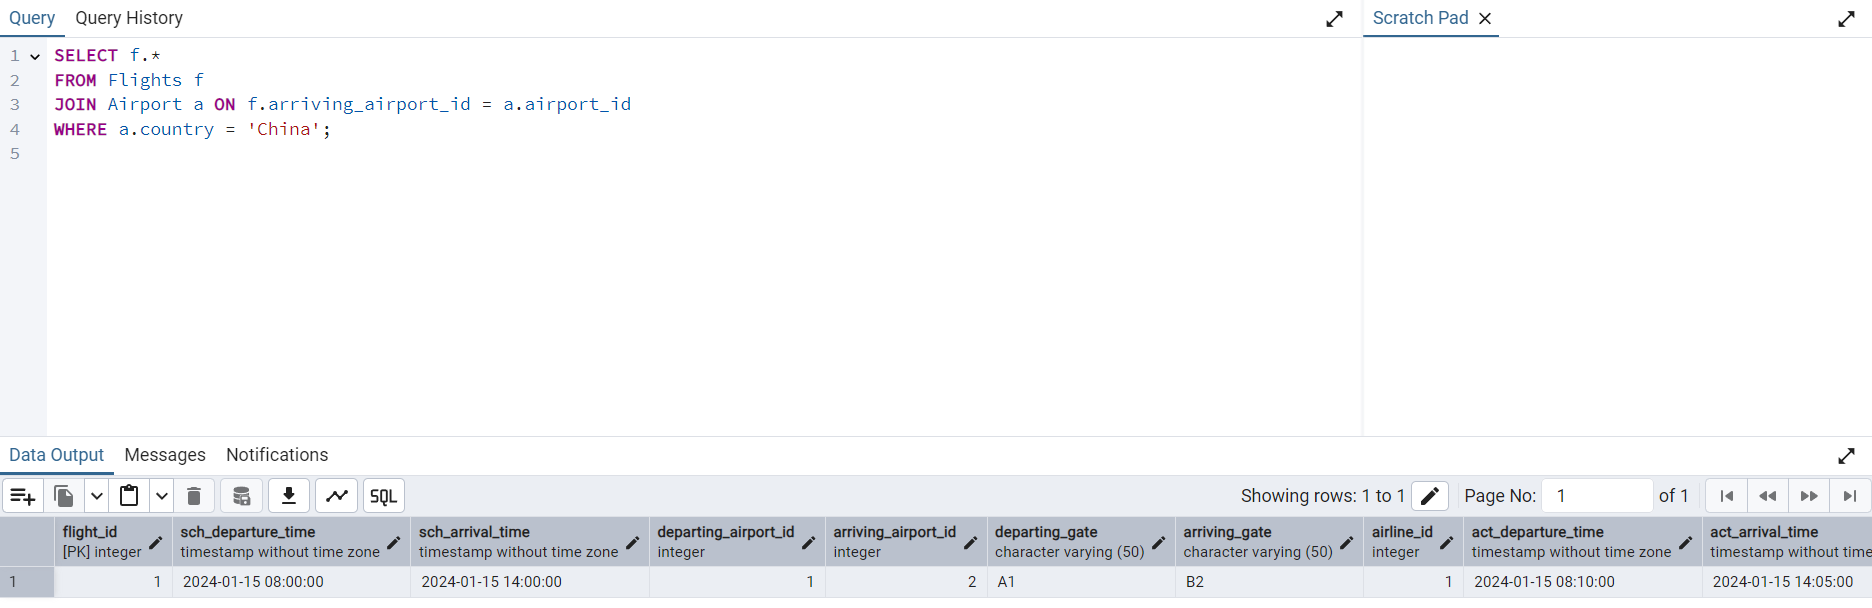 Query Query History Scratch Pad
1 SELECT f.*
2 FROM Flights f
3 JOIN Airport a ON f.arriving_airport_id = a.airport_id
4 WHERE a.country = 'China';
5
Data Output Messages Notifications
SQL Showing rows: 1 to 1 Page No: 1 of 1
flight_id sch_departure_time sch_arrival_time departing_airport_id arriving_airport_id departing_gate arriving_gate airline_id act_departure_time act_arrival_time
[PK] integer timestamp without time zone timestamp without time zone integer integer character varying (50) character varying (50) integer timestamp without time zone timestamp without time
1 1 2024-01-15 08:00:00 2024-01-15 14:00:00 1 2 A1 B2 1 2024-01-15 08:10:00 2024-01-15 14:05:00